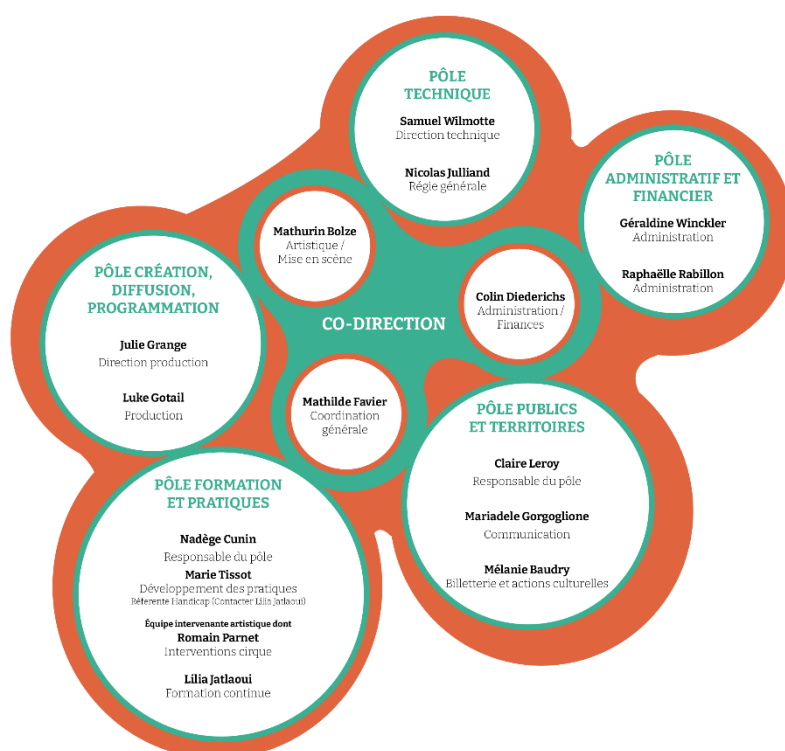 PÔLE
TECHNIQUE
Samuel Wilmotte
Direction technique
Nicolas Julliand
Régie générale
PÔLE
ADMINISTRATIF ET
FINANCIER
Géraldine Winckler
Administration
Raphaëlle Rabillon
Administration
Mathurin Bolze
Artistique /
Mise en scène
Colin Diederichs
Administration /
Finances
CO-DIRECTION
Mathilde Favier
Coordination
générale
PÔLE CRÉATION,
DIFFUSION,
PROGRAMMATION
Julie Grange
Direction production
Luke Gotail
Production
PÔLE PUBLICS
ET TERRITOIRES
Claire Leroy
Responsable du pôle
Mariadele Gorgoglione
Communication
Mélanie Baudry
Billetterie et actions culturelles
PÔLE FORMATION
ET PRATIQUES
Nadège Cunin
Responsable du pôle
Marie Tissot
Développement des pratiques
Réferente Handicap (Contacter Lilia Jatlaoui)
Équipe intervenante artistique dont
Romain Parnet
Interventions cirque
Lilia Jatlaoui
Formation continue